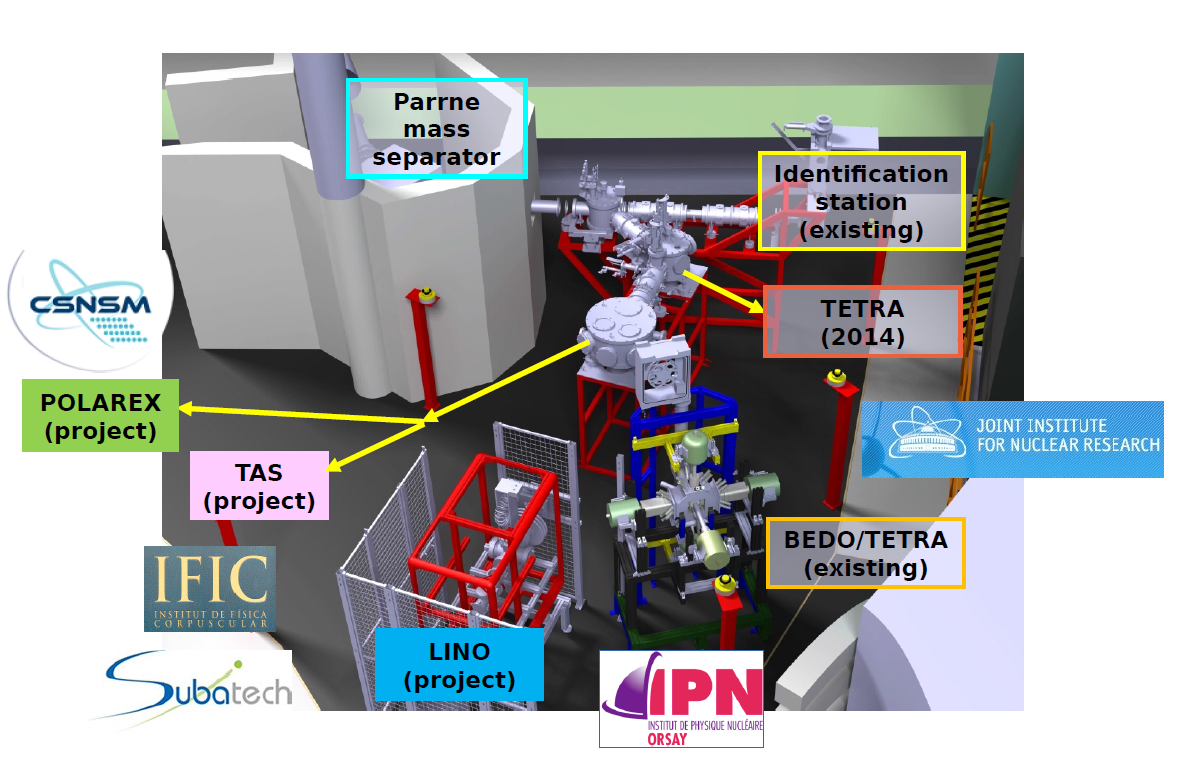 Parrne
mass
separator
Identification
station
(existing)
TETRA
(2014)
CSNSM
POLAREX
(project)
JOINT INSTITUTE
FOR NUCLEAR RESEARCH
TAS
(project)
BEDO/TETRA
(existing)
IFIC
INSTITUT DE FÍSICA
CORPUSCULAR
LINO
(project)
Subatech
IPN
INSTITUT DE PHYSIQUE NUCLÉAIRE
ORSAY